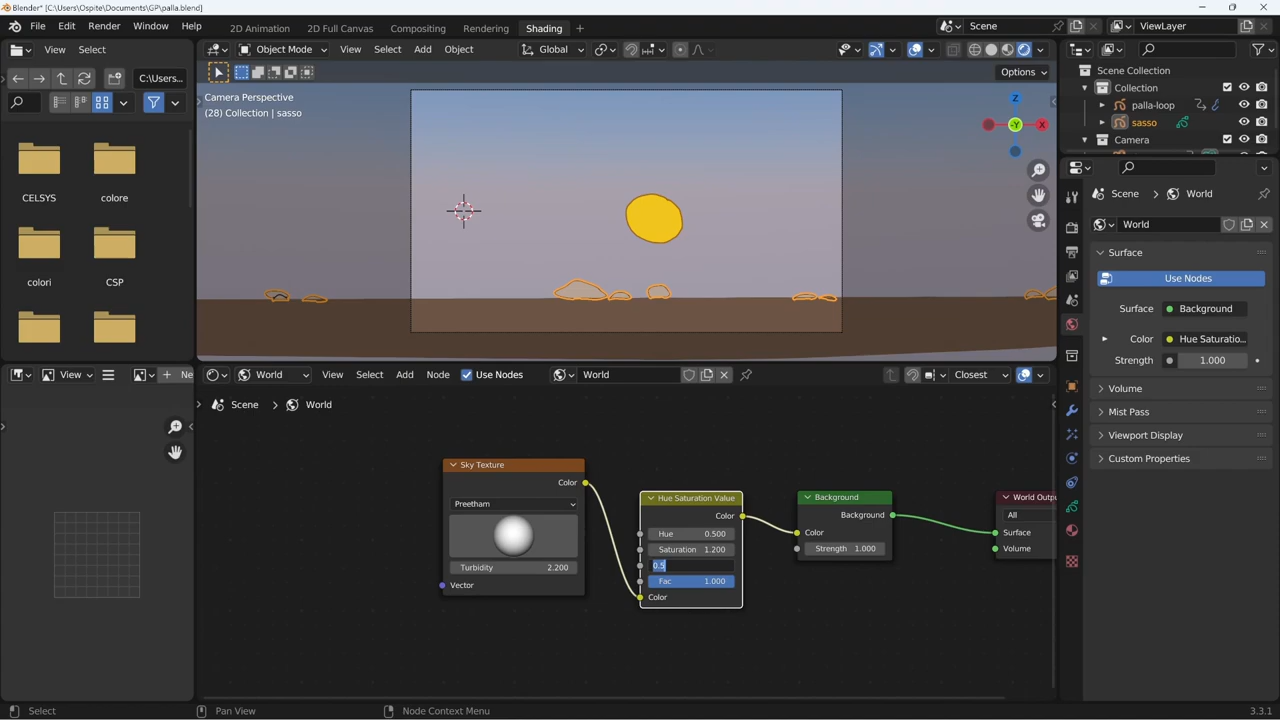 Blender* [C:\Users\Ospite\Documents\GP\palla.blend]
File Edit Render Window Help
2D Animation 2D Full Canvas Compositing Rendering Shading +
Scene
ViewLayer
View Select
Object Mode View Select Add Object
Global
C:\Users...
Options
CELSYS colore
colori CSP
Camera Perspective
(28) Collection | sasso
Z
-Y
X
Scene Collection
Collection
palla-loop
sasso
Camera
Scene > World
World
Surface
Use Nodes
Surface Background
Color Hue Saturatio...
Strength 1.000
Volume
Mist Pass
Viewport Display
Custom Properties
View
+ Ne
World View Select Add Node Use Nodes World
Closest
Scene > World
Sky Texture
Color
Preetham
Turbidity 2.200
Vector
Hue Saturation Value
Color
Hue 0.500
Saturation 1.200
0.5
Fac 1.000
Color
Background
Background
Color
Strength 1.000
World Outpu
All
Surface
Volume
Select
Pan View
Node Context Menu
3.3.1